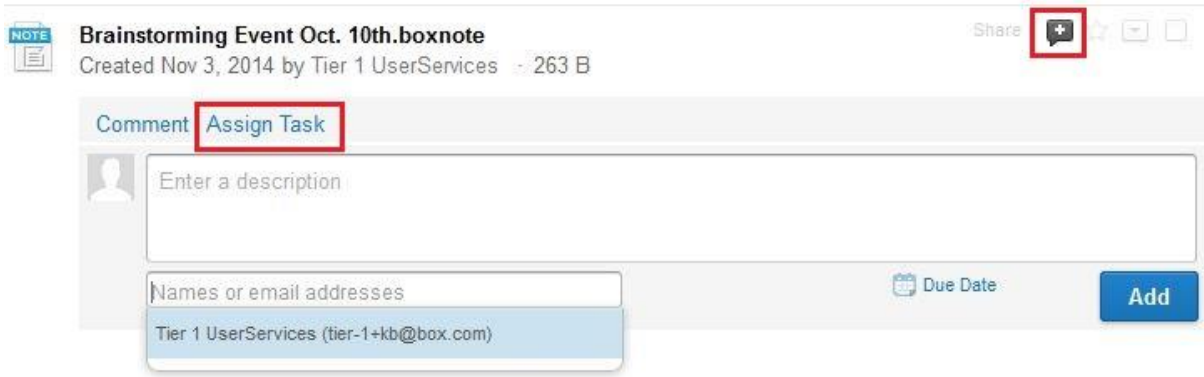 NOTE
Brainstorming Event Oct. 10th.boxnote
Share
Created Nov 3, 2014 by Tier 1 UserServices · 263 B
Comment Assign Task
Enter a description
Names or email addresses
Due Date
Add
Tier 1 UserServices (tier-1+kb@box.com)